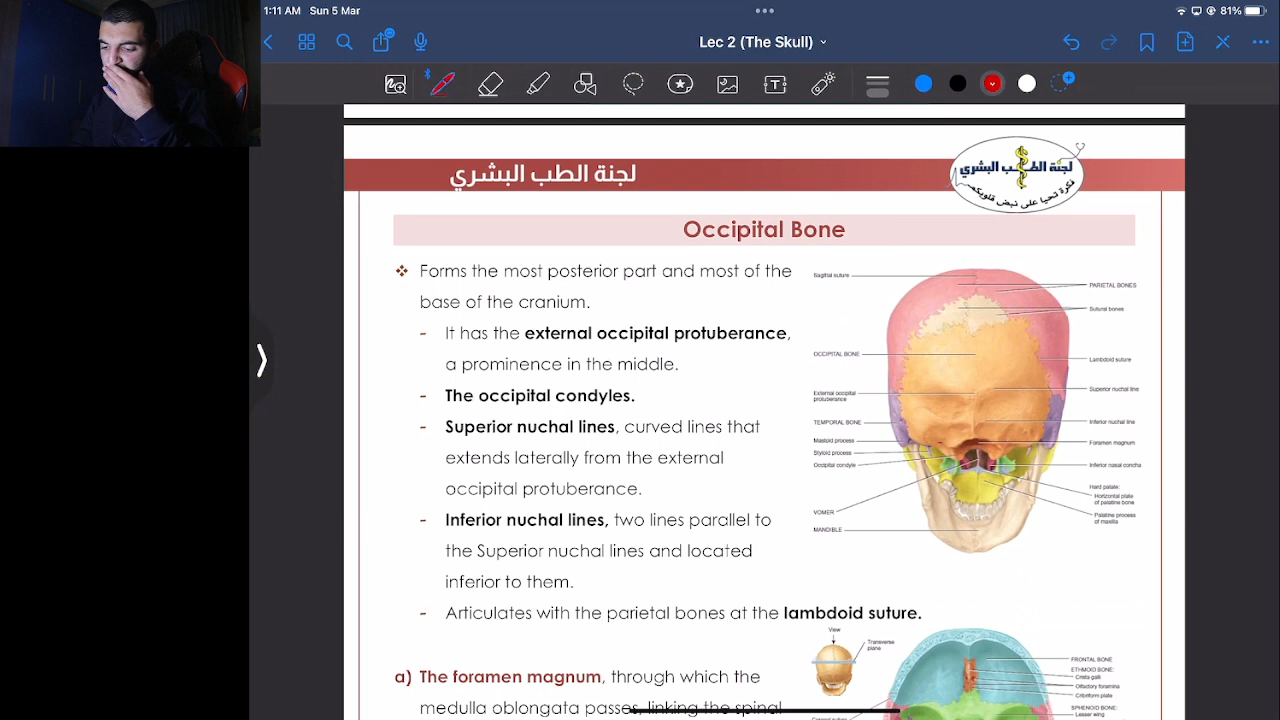 1:11 AM Sun 5 Mar
81%
Lec 2 (The Skull)
لجنة الطب البشري
لجنة الطب البشري
فكرة تحيا على نبض قلوبكم
Occipital Bone
❖ Forms the most posterior part and most of the
base of the cranium.
- It has the external occipital protuberance,
a prominence in the middle.
- The occipital condyles.
- Superior nuchal lines, curved lines that
extends laterally from the external
occipital protuberance.
- Inferior nuchal lines, two lines parallel to
the Superior nuchal lines and located
inferior to them.
- Articulates with the parietal bones at the lambdoid suture.
Sagittal suture
OCCIPITAL BONE
External occipital
protuberance
TEMPORAL BONE
Mastoid process
Styloid process
Occipital condyle
VOMER
MANDIBLE
PARIETAL BONES
Sutural bones
Lambdoid suture
Superior nuchal line
Inferior nuchal line
Foramen magnum
Inferior nasal concha
Hard palate:
Horizontal plate
of palatine bone
Palatine process
of maxilla
a) The foramen magnum, through which the
medulla oblongata passes, linking the spinal
View
Transverse
plane
FRONTAL BONE
ETHMOID BONE:
Crista galli
Olfactory foramina
Cribriform plate
SPHENOID BONE:
Lesser wing